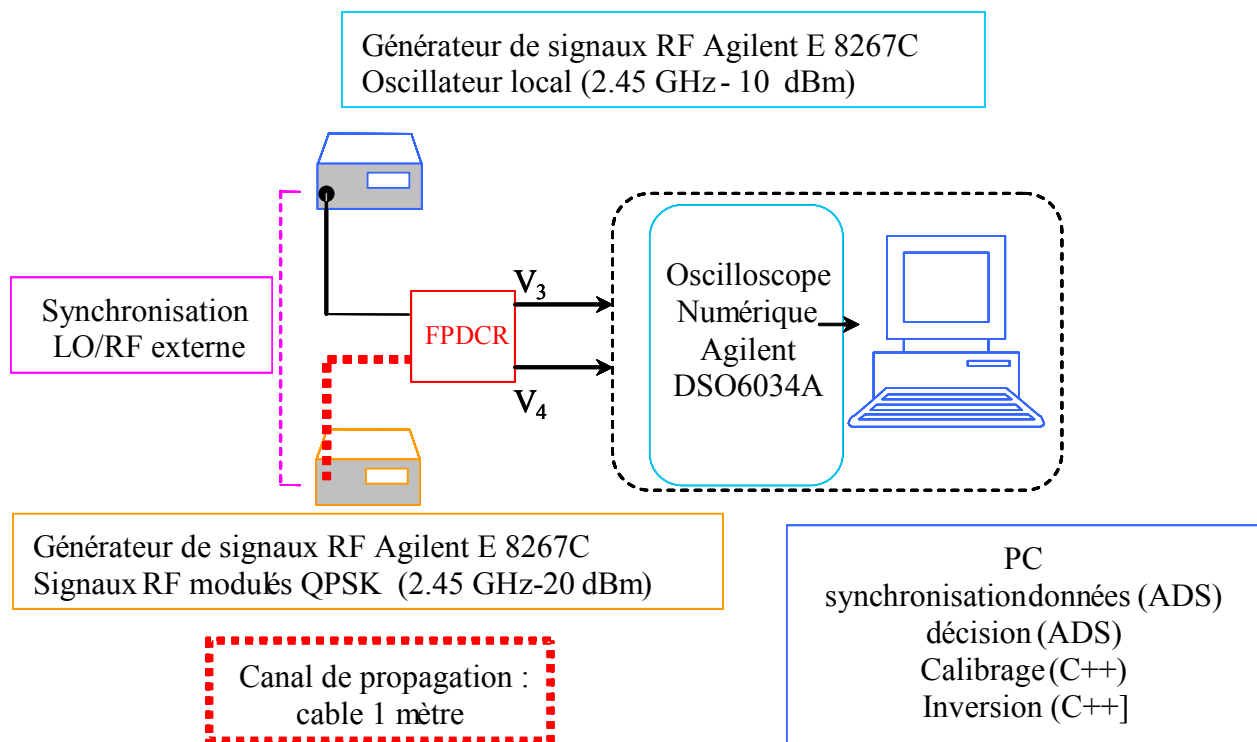 Générateur de signaux RF Agilent E 8267C
Oscillateur local (2.45 GHz - 10 dBm)
Synchronisation
LO/RF externe
FPDCR
V3
V4
Oscilloscope
Numérique
Agilent
DSO6034A
Générateur de signaux RF Agilent E 8267C
Signaux RF modulés QPSK (2.45 GHz-20 dBm)
Canal de propagation :
cable 1 mètre
PC
synchronisationdonnées (ADS)
décision (ADS)
Calibrage (C++)
Inversion (C++]